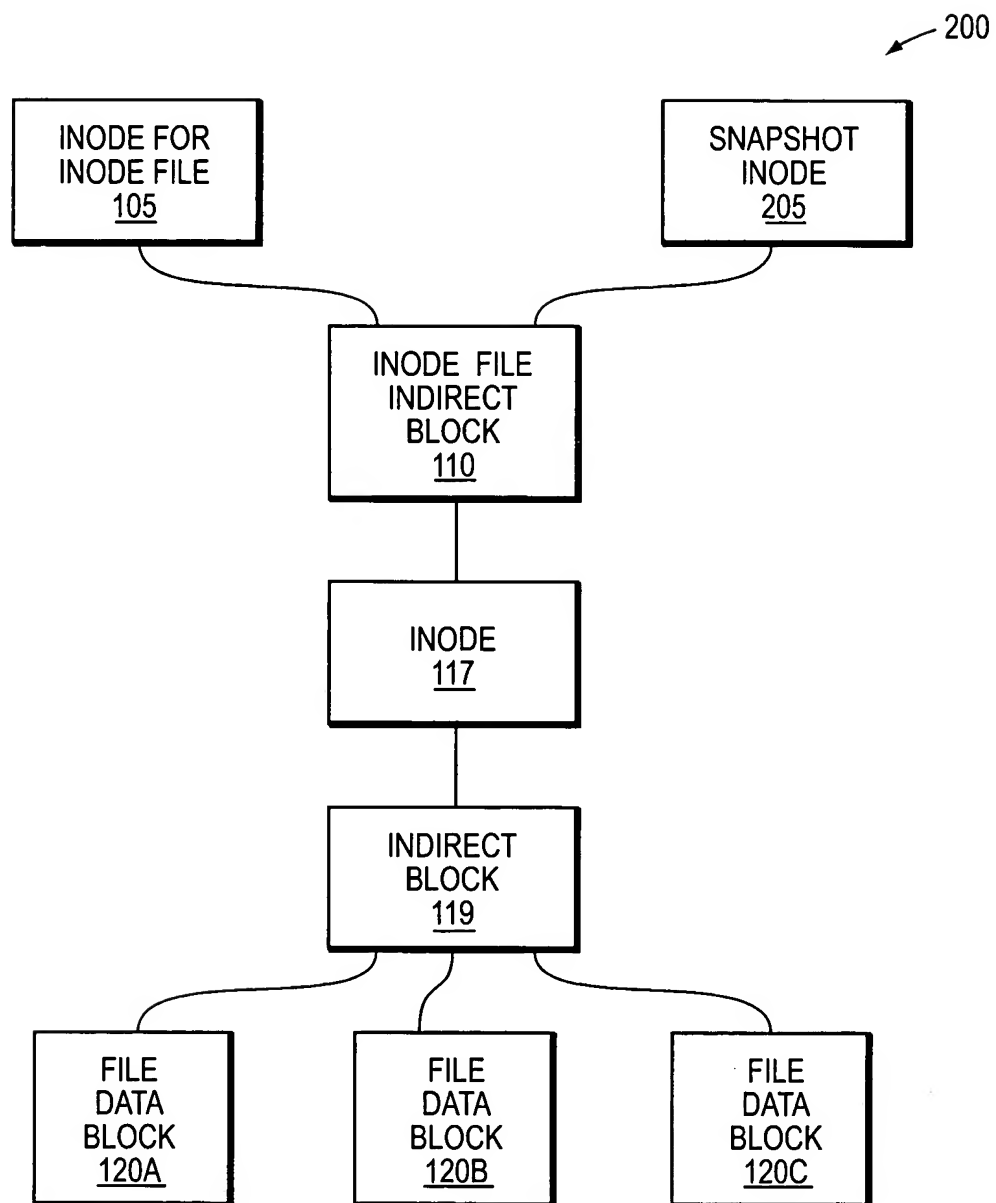 200
INODE FOR
INODE FILE
105
SNAPSHOT
INODE
205
INODE FILE
INDIRECT
BLOCK
110
INODE
117
INDIRECT
BLOCK
119
FILE
DATA
BLOCK
120A
FILE
DATA
BLOCK
120B
FILE
DATA
BLOCK
120C